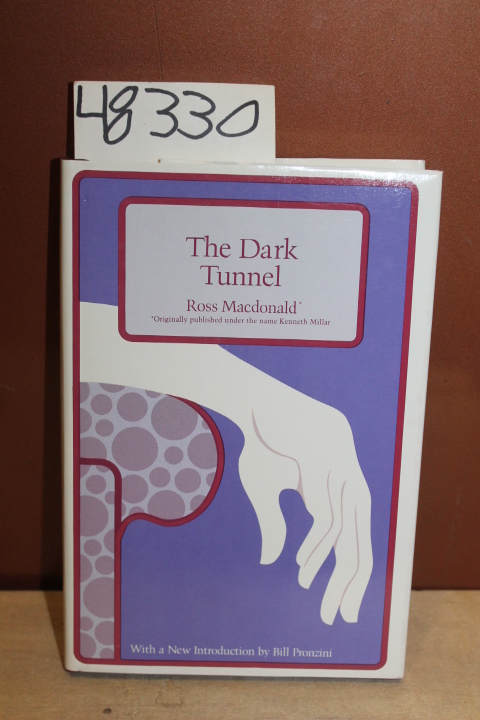 48330
The Dark
Tunnel
Ross Macdonald*
*Originally published under the name Kenneth Millar
With a New Introduction by Bill Pronzini